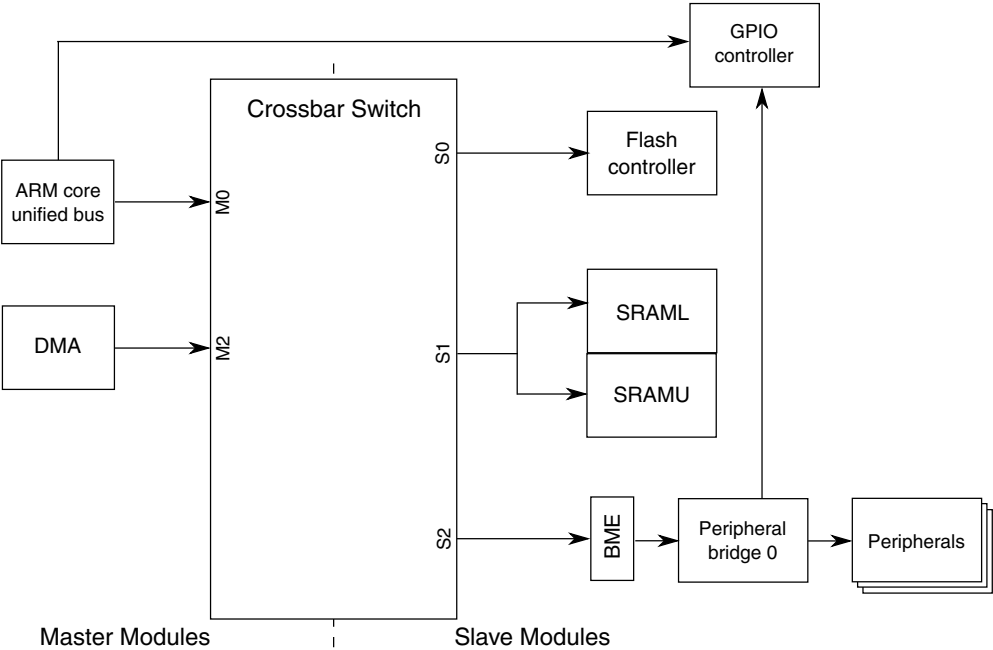 GPIO
controller
Crossbar Switch
S0
Flash
controller
ARM core
unified bus
M0
SRAML
DMA
M2
S1
SRAMU
S2
BME
Peripheral
bridge 0
Peripherals
Master Modules
Slave Modules